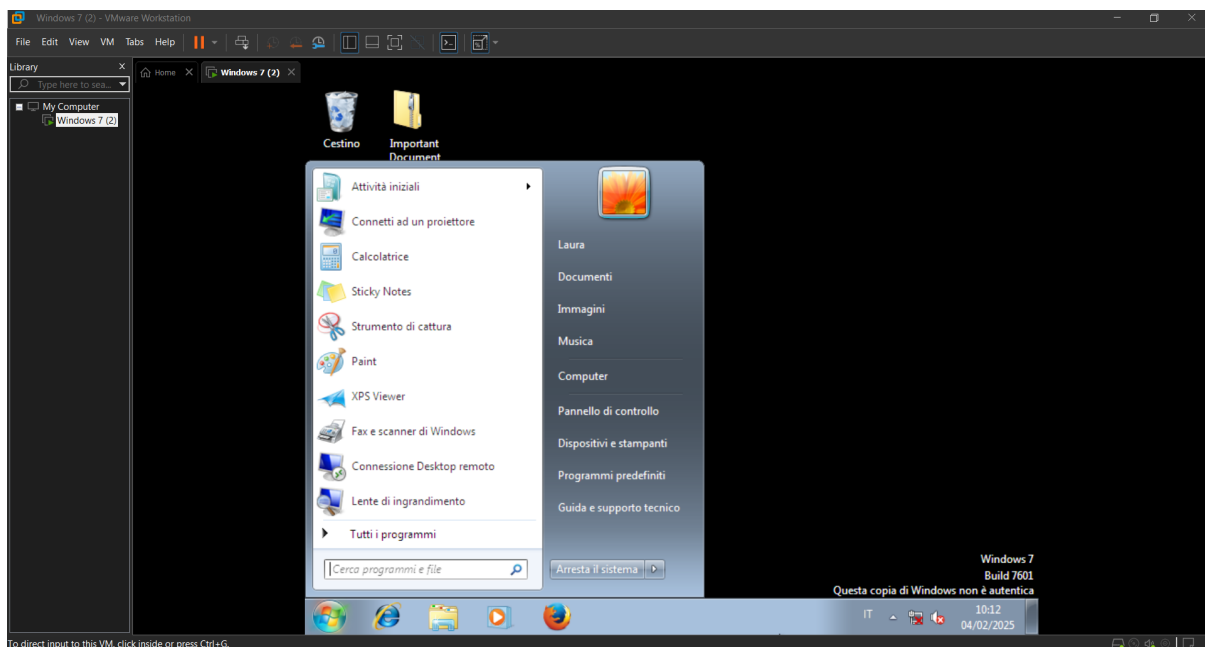 Windows 7 (2) - VMware Workstation
File Edit View VM Tabs Help
Library X
Type here to sea...
My Computer
Windows 7 (2)
Home
Windows 7 (2)
Cestino
Important
Document
Attività iniziali
Connetti ad un proiettore
Calcolatrice
Sticky Notes
Strumento di cattura
Paint
XPS Viewer
Fax e scanner di Windows
Connessione Desktop remoto
Lente di ingrandimento
Tutti i programmi
Cerca programmi e file
Laura
Documenti
Immagini
Musica
Computer
Pannello di controllo
Dispositivi e stampanti
Programmi predefiniti
Guida e supporto tecnico
Arresta il sistema
Windows 7
Build 7601
Questa copia di Windows non è autentica
IT
10:12
04/02/2025
To direct input to this VM, click inside or press Ctrl+G.